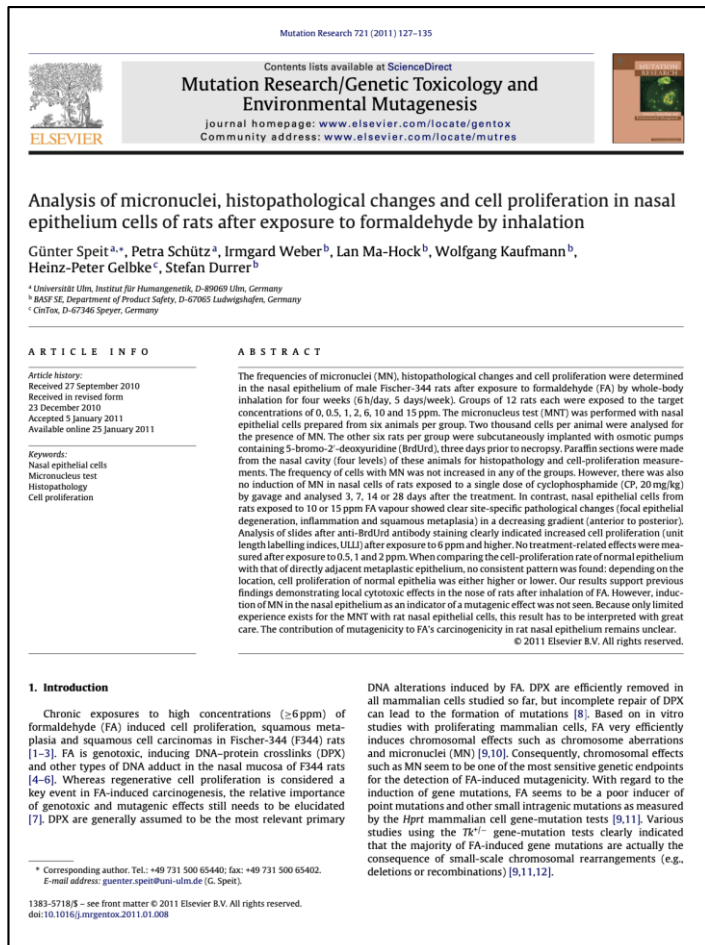 Mutation Research 721 (2011) 127–135
Contents lists available at ScienceDirect
Mutation Research/Genetic Toxicology and
Environmental Mutagenesis
journal homepage: www.elsevier.com/locate/gentox
Community address: www.elsevier.com/locate/mutres
ELSEVIER
MUTATION
RESEARCH
Analysis of micronuclei, histopathological changes and cell proliferation in nasal
epithelium cells of rats after exposure to formaldehyde by inhalation
Günter Speit a,*, Petra Schütz a, Irmgard Weber b, Lan Ma-Hock b, Wolfgang Kaufmann b,
Heinz-Peter Gelbke c, Stefan Durrer b
a Universität Ulm, Institut für Humangenetik, D-89069 Ulm, Germany
b BASF SE, Department of Product Safety, D-67065 Ludwigshafen, Germany
c CinTox, D-67346 Speyer, Germany
ARTICLE INFO
Article history:
Received 27 September 2010
Received in revised form
23 December 2010
Accepted 5 January 2011
Available online 25 January 2011
Keywords:
Nasal epithelial cells
Micronucleus test
Histopathology
Cell proliferation
ABSTRACT
The frequencies of micronuclei (MN), histopathological changes and cell proliferation were determined
in the nasal epithelium of male Fischer-344 rats after exposure to formaldehyde (FA) by whole-body
inhalation for four weeks (6 h/day, 5 days/week). Groups of 12 rats each were exposed to the target
concentrations of 0, 0.5, 1, 2, 6, 10 and 15 ppm. The micronucleus test (MNT) was performed with nasal
epithelial cells prepared from six animals per group. Two thousand cells per animal were analysed for
the presence of MN. The other six rats per group were subcutaneously implanted with osmotic pumps
containing 5-bromo-2′-deoxyuridine (BrdUrd), three days prior to necropsy. Paraffin sections were made
from the nasal cavity (four levels) of these animals for histopathology and cell-proliferation measure-
ments. The frequency of cells with MN was not increased in any of the groups. However, there was also
no induction of MN in nasal cells of rats exposed to a single dose of cyclophosphamide (CP, 20 mg/kg)
by gavage and analysed 3, 7, 14 or 28 days after the treatment. In contrast, nasal epithelial cells from
rats exposed to 10 or 15 ppm FA vapour showed clear site-specific pathological changes (focal epithelial
degeneration, inflammation and squamous metaplasia) in a decreasing gradient (anterior to posterior).
Analysis of slides after anti-BrdUrd antibody staining clearly indicated increased cell proliferation (unit
length labelling indices, ULLI) after exposure to 6 ppm and higher. No treatment-related effects were mea-
sured after exposure to 0.5, 1 and 2 ppm. When comparing the cell-proliferation rate of normal epithelium
with that of directly adjacent metaplastic epithelium, no consistent pattern was found: depending on the
location, cell proliferation of normal epithelia was either higher or lower. Our results support previous
findings demonstrating local cytotoxic effects in the nose of rats after inhalation of FA. However, induc-
tion of MN in the nasal epithelium as an indicator of a mutagenic effect was not seen. Because only limited
experience exists for the MNT with rat nasal epithelial cells, this result has to be interpreted with great
care. The contribution of mutagenicity to FA's carcinogenicity in rat nasal epithelium remains unclear.
© 2011 Elsevier B.V. All rights reserved.
1. Introduction
Chronic exposures to high concentrations (≥6 ppm) of
formaldehyde (FA) induced cell proliferation, squamous meta-
plasia and squamous cell carcinomas in Fischer-344 (F344) rats
[1–3]. FA is genotoxic, inducing DNA–protein crosslinks (DPX)
and other types of DNA adduct in the nasal mucosa of F344 rats
[4–6]. Whereas regenerative cell proliferation is considered a
key event in FA-induced carcinogenesis, the relative importance
of genotoxic and mutagenic effects still needs to be elucidated
[7]. DPX are generally assumed to be the most relevant primary
* Corresponding author. Tel.: +49 731 500 65440; fax: +49 731 500 65402.
E-mail address: guenter.speit@uni-ulm.de (G. Speit).
DNA alterations induced by FA. DPX are efficiently removed in
all mammalian cells studied so far, but incomplete repair of DPX
can lead to the formation of mutations [8]. Based on in vitro
studies with proliferating mammalian cells, FA very efficiently
induces chromosomal effects such as chromosome aberrations
and micronuclei (MN) [9,10]. Consequently, chromosomal effects
such as MN seem to be one of the most sensitive genetic endpoints
for the detection of FA-induced mutagenicity. With regard to the
induction of gene mutations, FA seems to be a poor inducer of
point mutations and other small intragenic mutations as measured
by the Hprt mammalian cell gene-mutation tests [9,11]. Various
studies using the Tk+/− gene-mutation tests clearly indicated
that the majority of FA-induced gene mutations are actually the
consequence of small-scale chromosomal rearrangements (e.g.,
deletions or recombinations) [9,11,12].
1383-5718/$ – see front matter © 2011 Elsevier B.V. All rights reserved.
doi:10.1016/j.mrgentox.2011.01.008